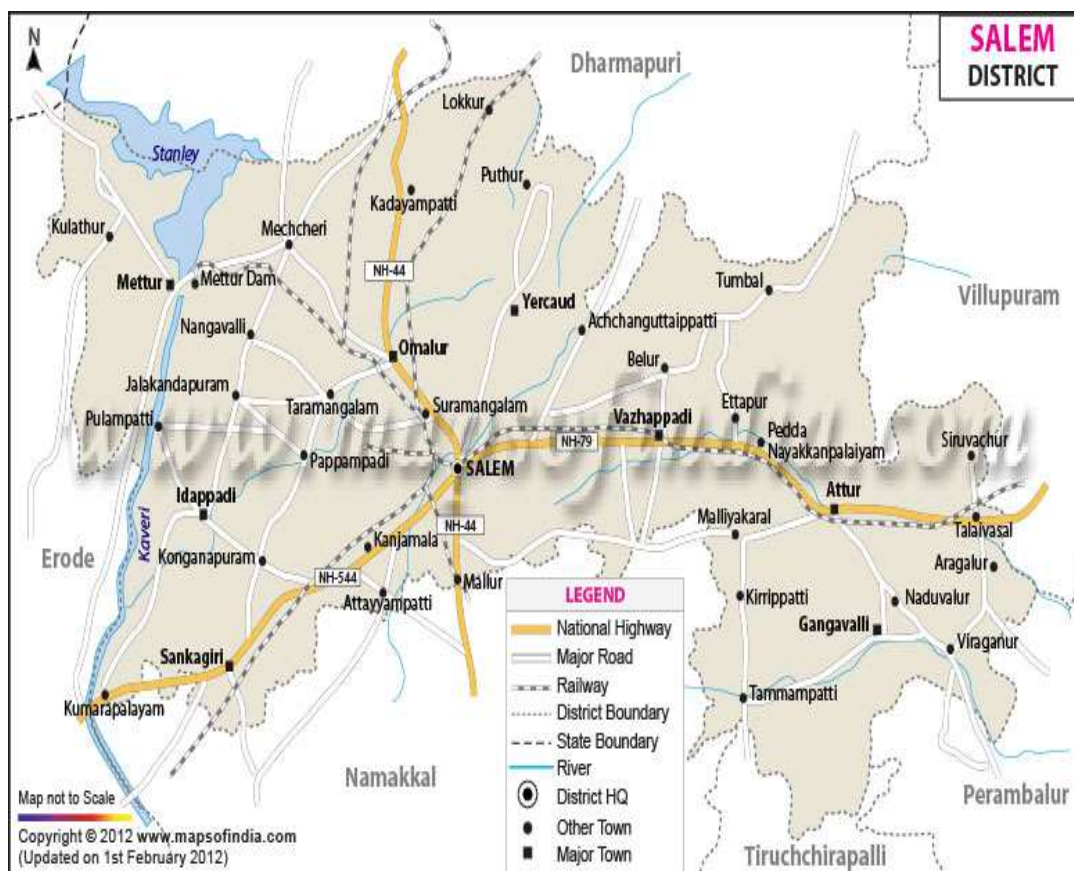 N
SALEM
DISTRICT
Dharmapuri
Lokkur
Stanley
Puthur
Kadayampatti
Kulathur
Mechcheri
NH-44
Mettur
Mettur Dam
Tumbal
Villupuram
Yercaud
Achchanguttaippatti
Nangavalli
Omalur
Belur
Jalakandapuram
Taramangalam
Suramangalam
Ettapur
Pulampatti
Vazhappadi
NH-79
Pedda
Nayakkanpalaiyam
Siruvachur
www.mapsofindia.com
Pappampadi
SALEM
Idappadi
Attur
Kaveri
NH-44
Malliyakaral
Talaivasal
Erode
Konganapuram
Kanjamala
Aragalur
NH-544
Mallur
Attayyampatti
Kirrippatti
Naduvalur
Gangavalli
Viraganur
Sankagiri
Tammampatti
Kumarapalayam
Namakkal
Perambalur
Tiruchchirapalli
LEGEND
National Highway
Major Road
Railway
District Boundary
State Boundary
River
District HQ
Other Town
Major Town
Map not to Scale
Copyright © 2012 www.mapsofindia.com
(Updated on 1st February 2012)